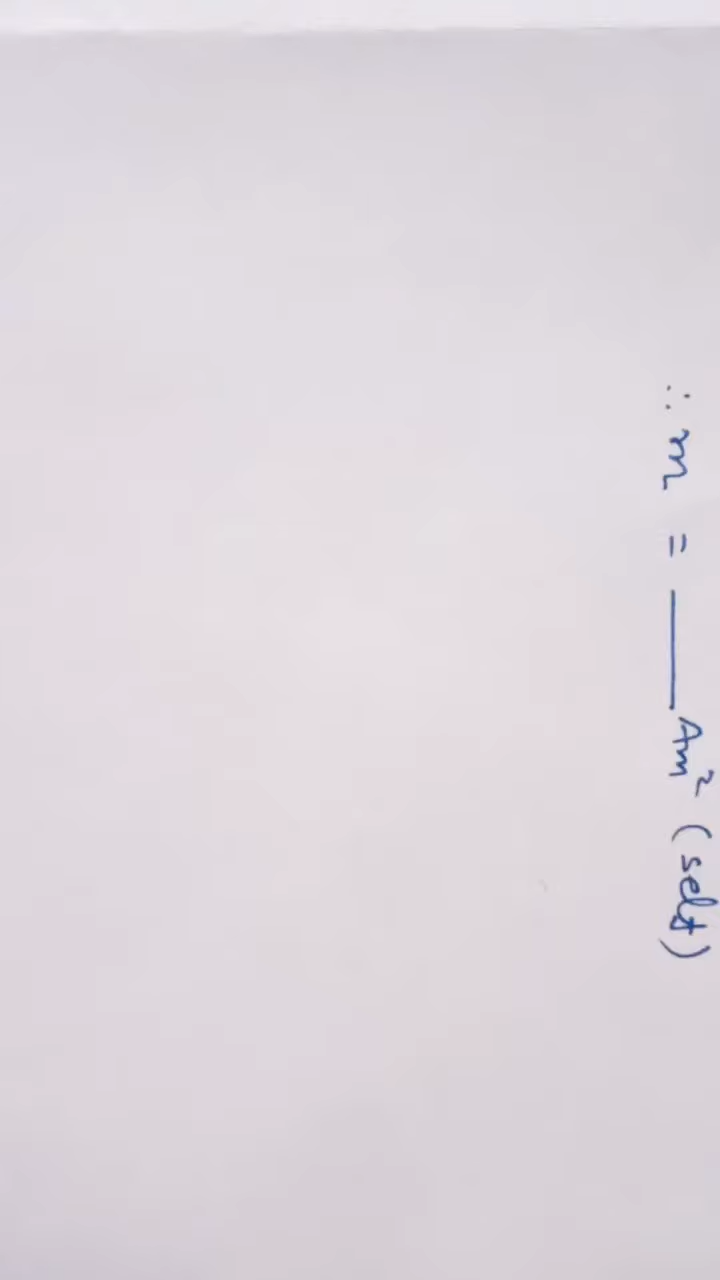 ∴ m = ____ Am² (self)